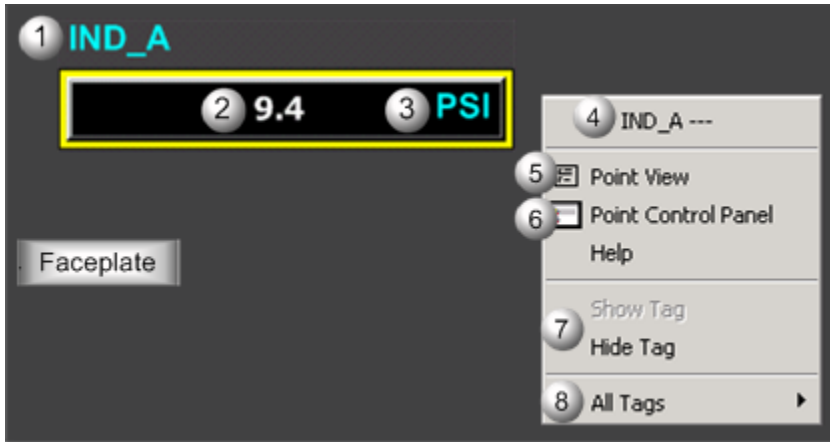 1 IND_A
2 9.4 3 PSI
4 IND_A ---
5 Point View
6 Point Control Panel
Help
Faceplate
7 Show Tag
Hide Tag
8 All Tags